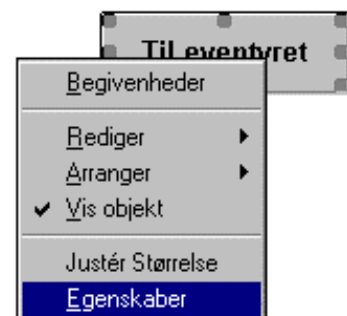 Til eventyret
Begivenheder
Rediger
Arranger
Vis objekt
Justér Størrelse
Egenskaber